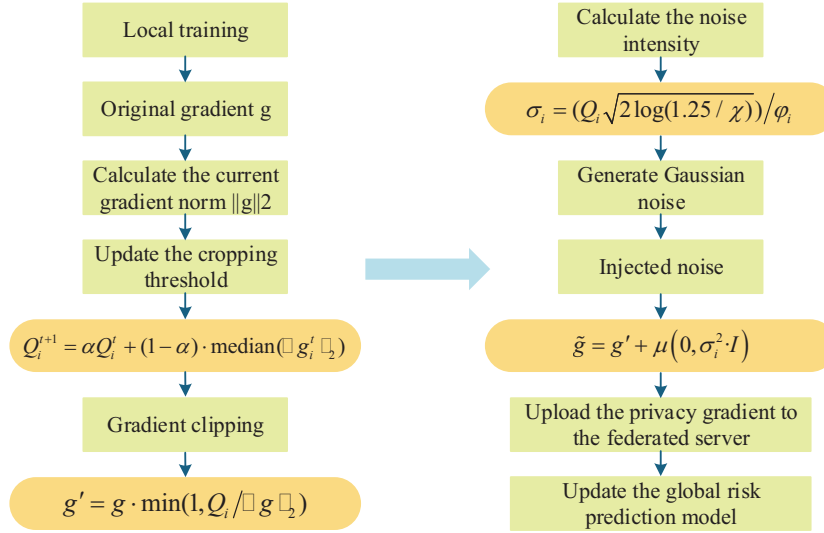 Local training
Original gradient g
Calculate the current
gradient norm ||g||2
Update the cropping
threshold
Q_i^{t+1} = αQ_i^t + (1−α)·median(□ g_i^t □_2)
Gradient clipping
g′ = g · min(1, Q_i/□ g □_2)
Calculate the noise
intensity
σ_i = (Q_i√(2log(1.25 / χ)))/φ_i
Generate Gaussian
noise
Injected noise
g̃ = g′ + μ(0, σ_i^2·I)
Upload the privacy gradient to
the federated server
Update the global risk
prediction model